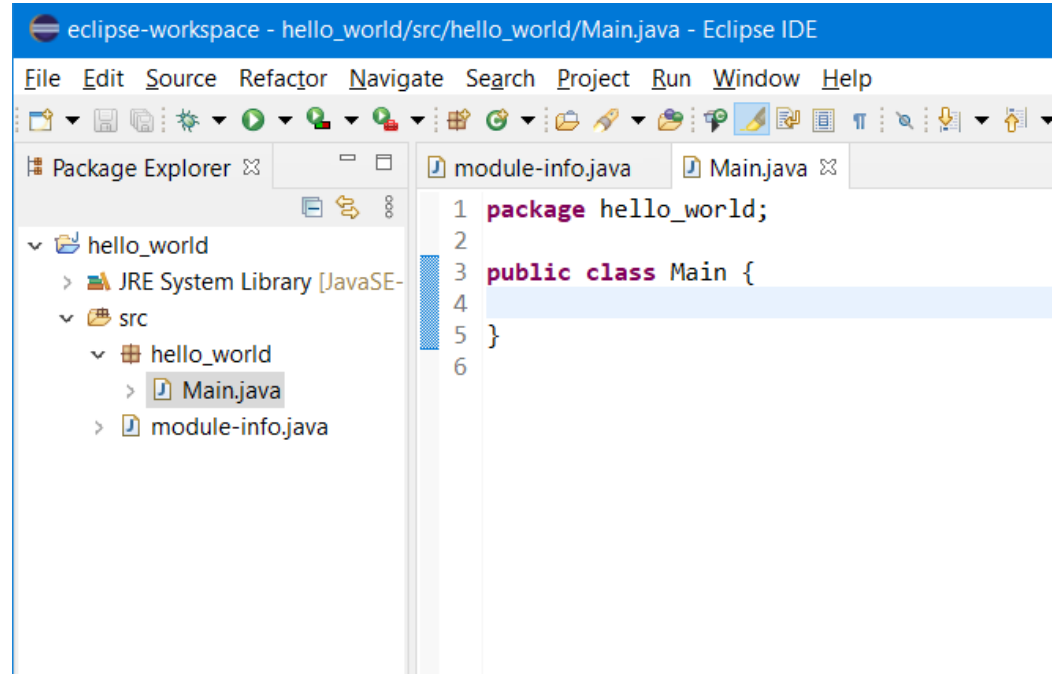 eclipse-workspace - hello_world/src/hello_world/Main.java - Eclipse IDE
File Edit Source Refactor Navigate Search Project Run Window Help
Package Explorer
module-info.java
Main.java
hello_world
JRE System Library [JavaSE-
src
hello_world
Main.java
module-info.java
1 package hello_world;
2
3 public class Main {
4
5 }
6